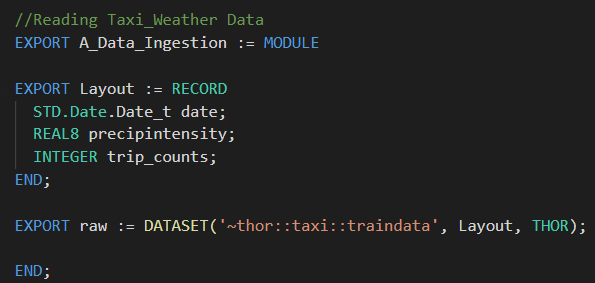 //Reading Taxi_Weather Data
EXPORT A_Data_Ingestion := MODULE
EXPORT Layout := RECORD
STD.Date.Date_t date;
REAL8 precipintensity;
INTEGER trip_counts;
END;
EXPORT raw := DATASET('~thor::taxi::traindata', Layout, THOR);
END;